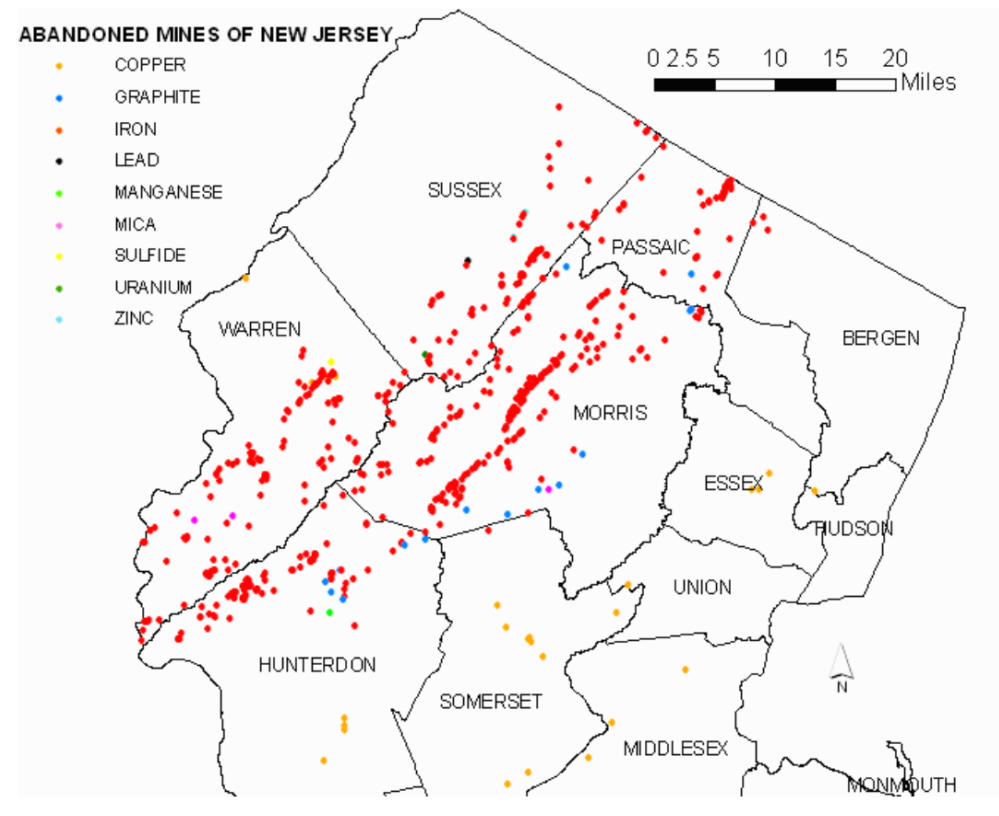 ABANDONED MINES OF NEW JERSEY
COPPER
GRAPHITE
IRON
LEAD
MANGANESE
MICA
SULFIDE
URANIUM
ZINC
0 2.5 5 10 15 20
Miles
SUSSEX
PASSAIC
WARREN
BERGEN
MORRIS
ESSEX
HUDSON
UNION
HUNTERDON
SOMERSET
N
MIDDLESEX
MONMOUTH